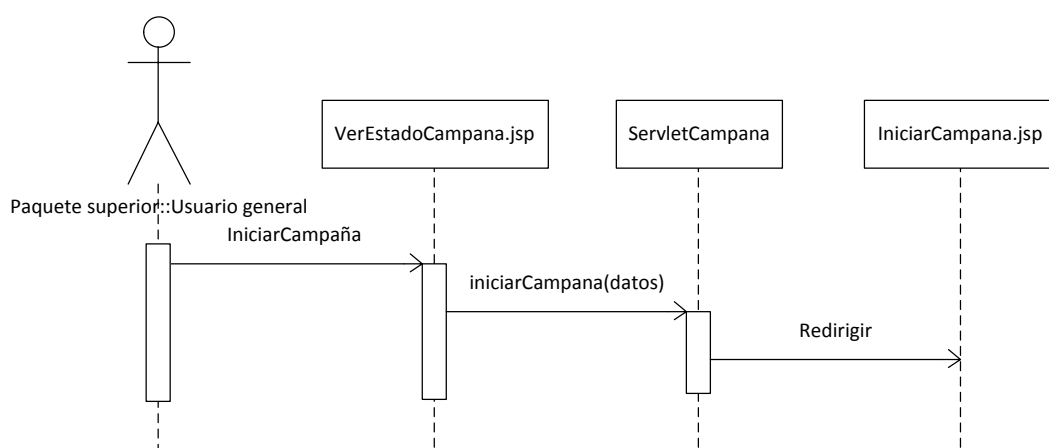 VerEstadoCampana.jsp
ServletCampana
IniciarCampana.jsp
Paquete superior::Usuario general
IniciarCampaña
iniciarCampana(datos)
Redirigir